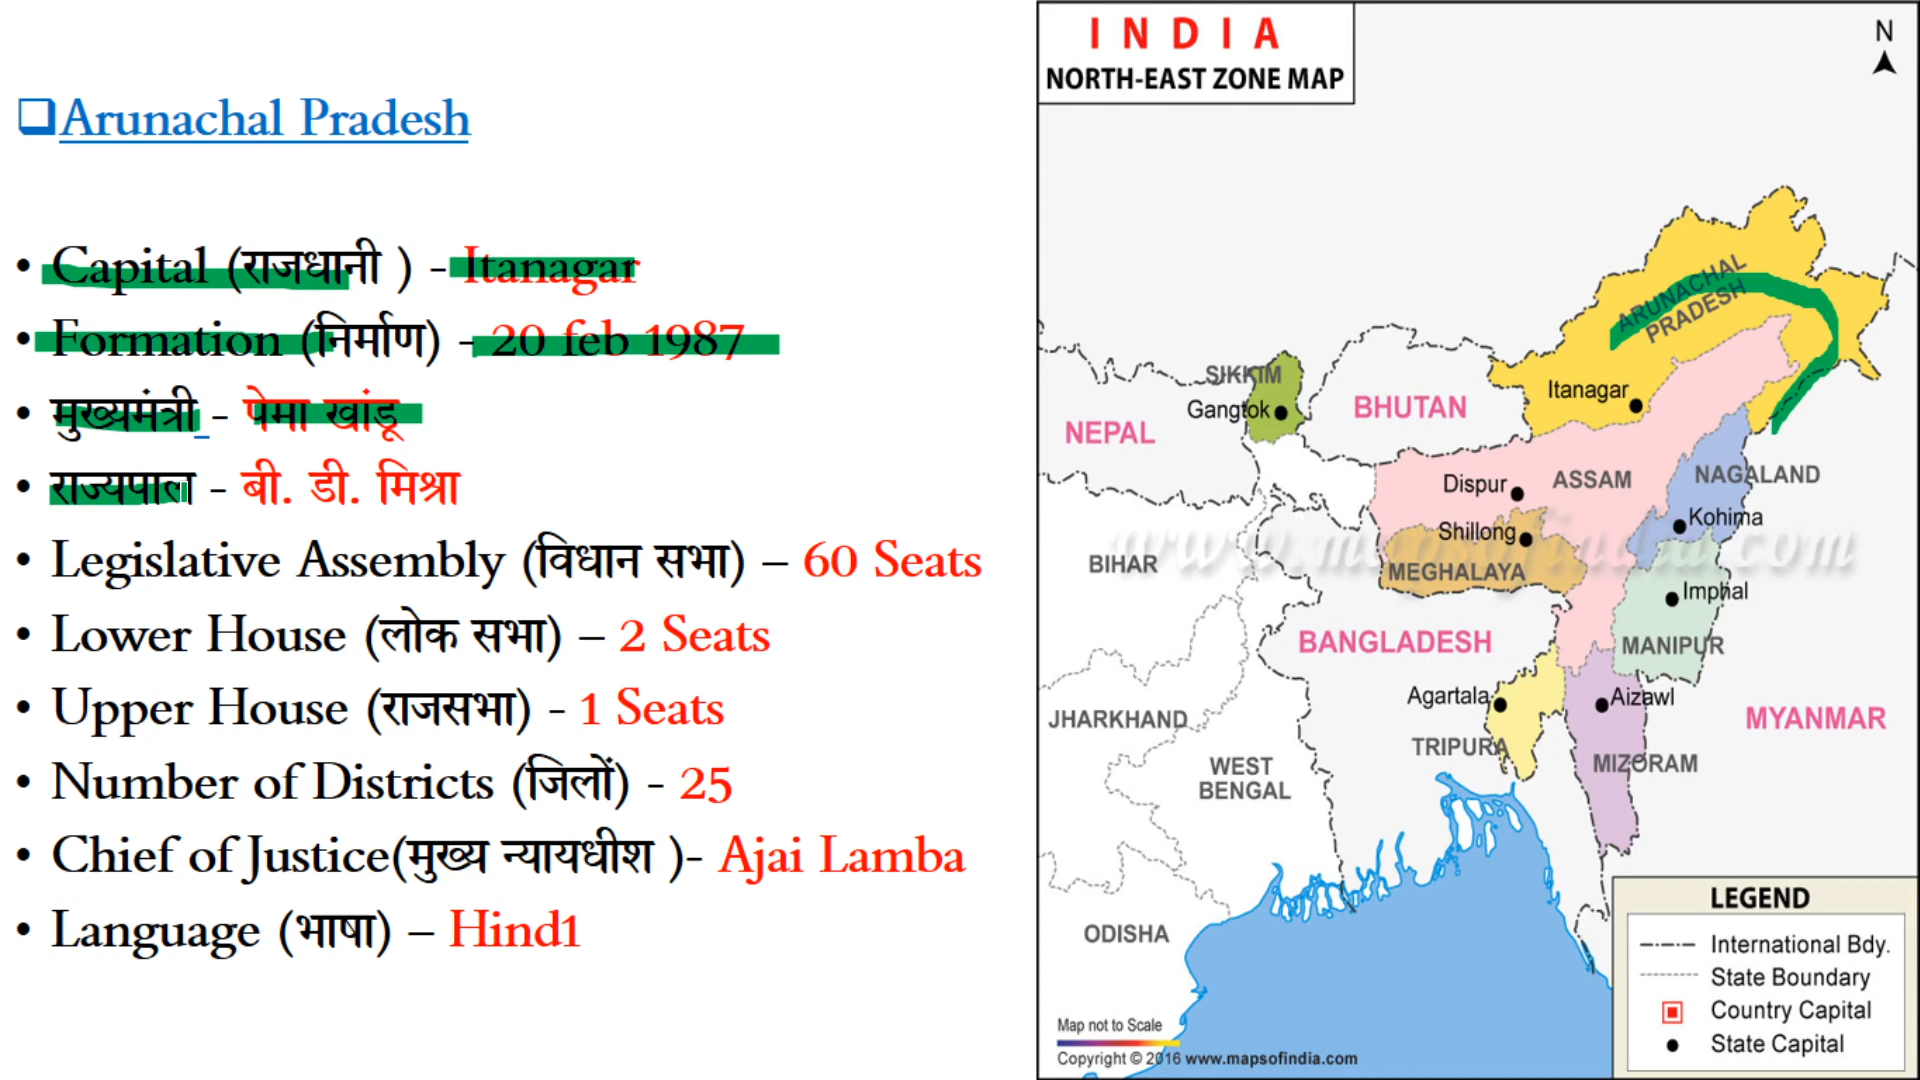 ❑Arunachal Pradesh
• Capital (राजधानी ) - Itanagar
• Formation (निर्माण) - 20 feb 1987
• मुख्यमंत्री - पेमा खांडू
• राज्यपाल - बी. डी. मिश्रा
• Legislative Assembly (विधान सभा) – 60 Seats
• Lower House (लोक सभा) – 2 Seats
• Upper House (राजसभा) - 1 Seats
• Number of Districts (जिलों) - 25
• Chief of Justice(मुख्य न्यायधीश )- Ajai Lamba
• Language (भाषा) – Hind1
INDIA
NORTH-EAST ZONE MAP
N
ARUNACHAL
PRADESH
SIKKIM
Gangtok
Itanagar
BHUTAN
NEPAL
Dispur
ASSAM
NAGALAND
Shillong
Kohima
www.mapsofindia.com
BIHAR
MEGHALAYA
Imphal
BANGLADESH
MANIPUR
Agartala
Aizawl
JHARKHAND
MYANMAR
TRIPURA
MIZORAM
WEST
BENGAL
ODISHA
LEGEND
International Bdy.
State Boundary
Country Capital
State Capital
Map not to Scale
Copyright © 2016 www.mapsofindia.com